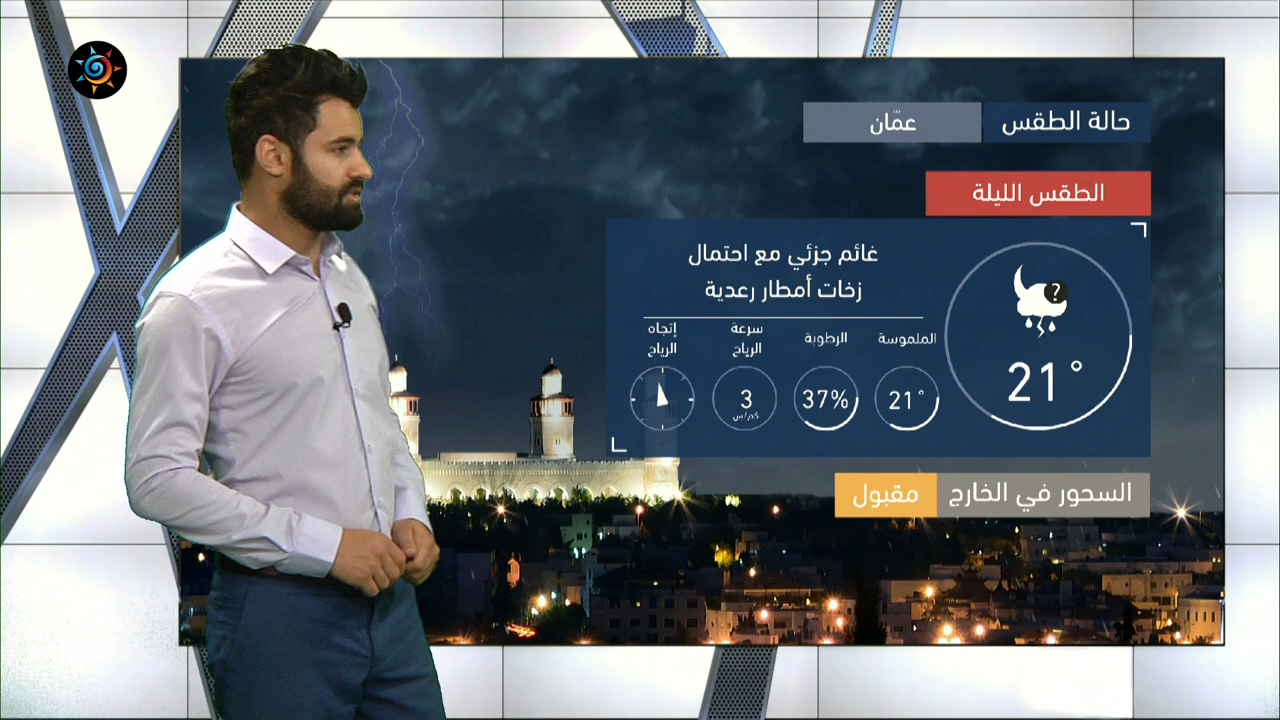 حالة الطقس عمّان
الطقس الليلة
غائم جزئي مع احتمال
زخات أمطار رعدية
?
21°
الملموسة
21°
الرطوبة
37%
سرعة
الرياح
3
كم/س
إتجاه
الرياح
السحور في الخارج مقبول